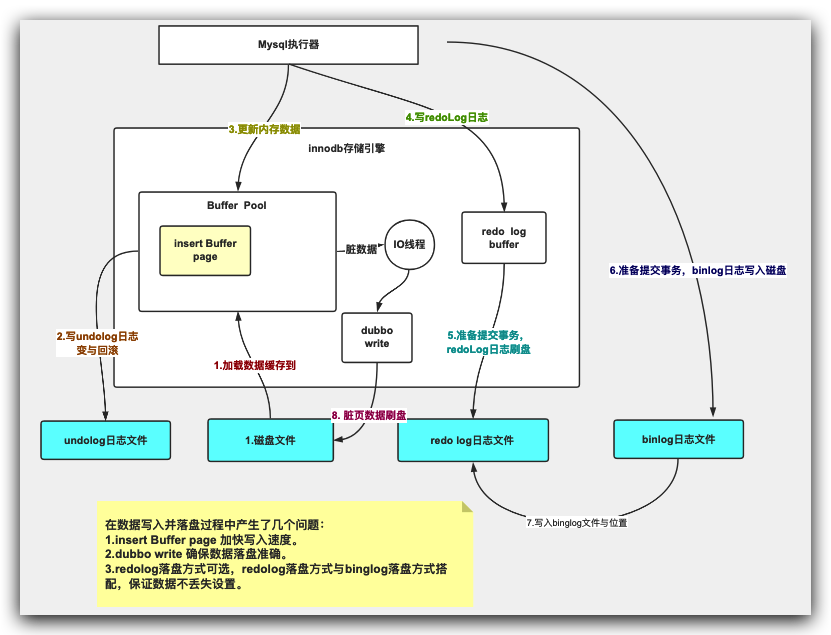 Mysql执行器
3.更新内存数据
4.写redoLog日志
innodb存储引擎
Buffer Pool
insert Buffer
page
脏数据
IO线程
redo log
buffer
6.准备提交事务，binlog日志写入磁盘
2.写undolog日志
变与回滚
dubbo
write
5.准备提交事务，
redoLog日志刷盘
1.加载数据缓存到
8. 脏页数据刷盘
undolog日志文件
1.磁盘文件
redo log日志文件
binlog日志文件
7.写入binglog文件与位置
在数据写入并落盘过程中产生了几个问题：
1.insert Buffer page 加快写入速度。
2.dubbo write 确保数据落盘准确。
3.redolog落盘方式可选，redolog落盘方式与binglog落盘方式搭
配，保证数据不丢失设置。